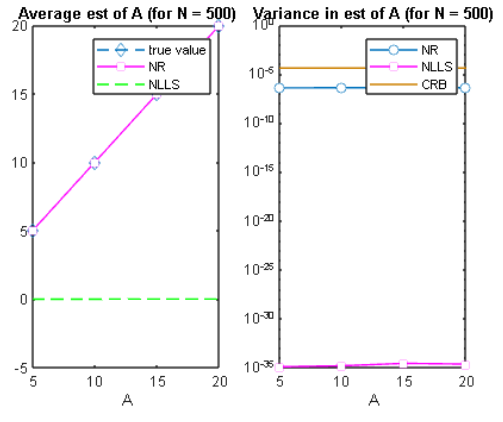 Average est of A (for N = 500)
20
15
10
5
0
-5
5
10
15
20
A
true value
NR
NLLS
Variance in est of A (for N = 500)
10^0
10^-5
10^-10
10^-15
10^-20
10^-25
10^-30
10^-35
5
10
15
20
A
NR
NLLS
CRB